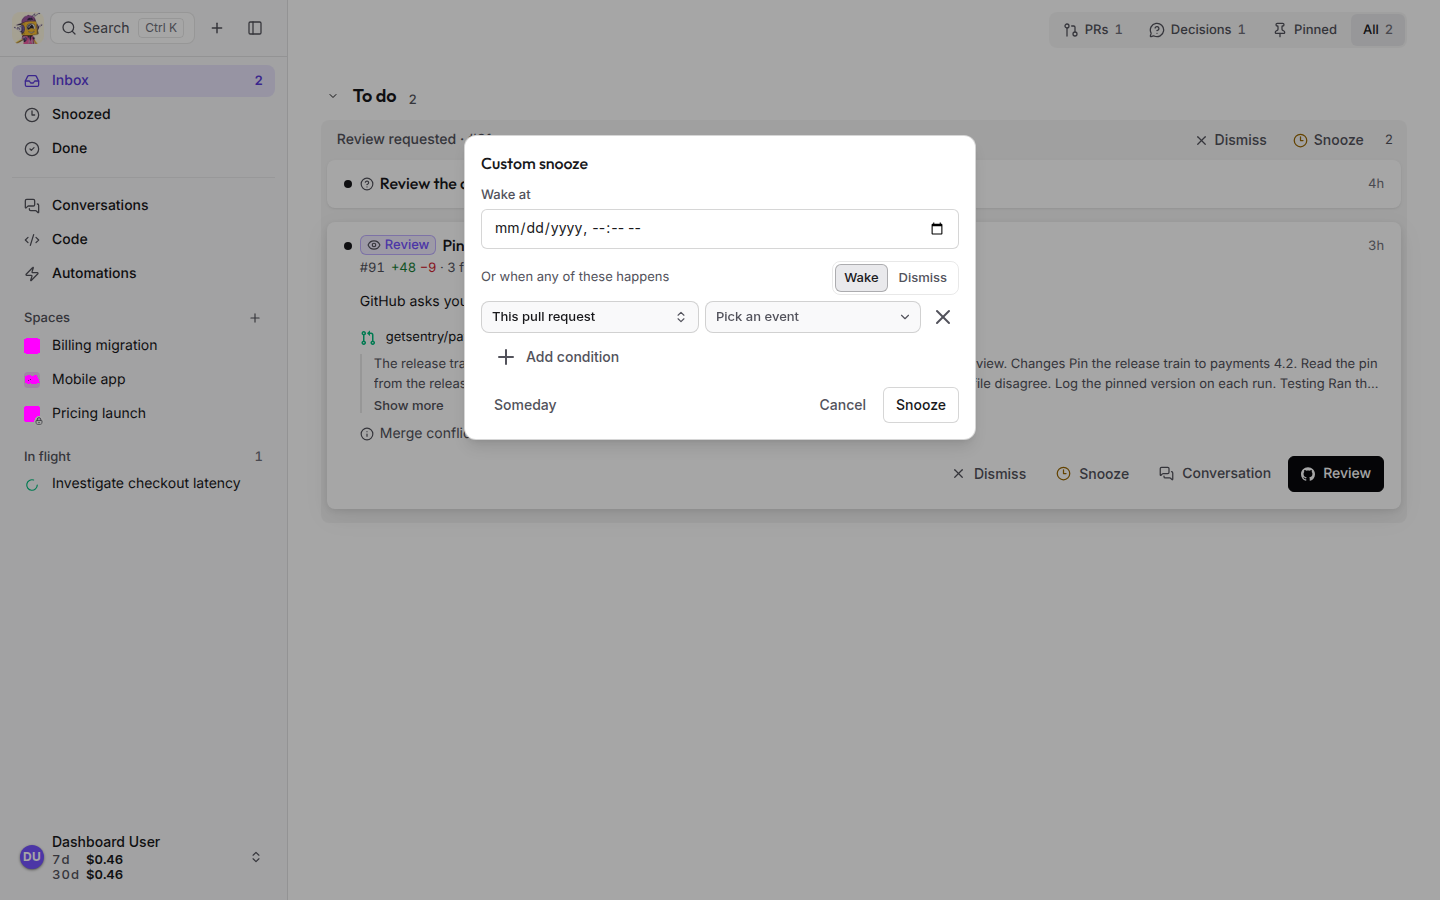 Search Ctrl K
Inbox 2
Snoozed
Done
Conversations
Code
Automations
Spaces
Billing migration
Mobile app
Pricing launch
In flight 1
Investigate checkout latency
DU Dashboard User
7d $0.46
30d $0.46
PRs 1 Decisions 1 Pinned All 2
To do 2
Review requested · Dismiss Snooze 2
Review the 4h
Review Pin 3h
#91 +48 −9 · 3 f
GitHub asks you
getsentry/pa
The release tra view. Changes Pin the release train to payments 4.2. Read the pin
from the releas disagree. Log the pinned version on each run. Testing Ran th...
Show more
Merge conflic
Dismiss Snooze Conversation Review
Custom snooze
Wake at
mm/dd/yyyy, --:-- --
Or when any of these happens Wake Dismiss
This pull request Pick an event
Add condition
Someday Cancel Snooze